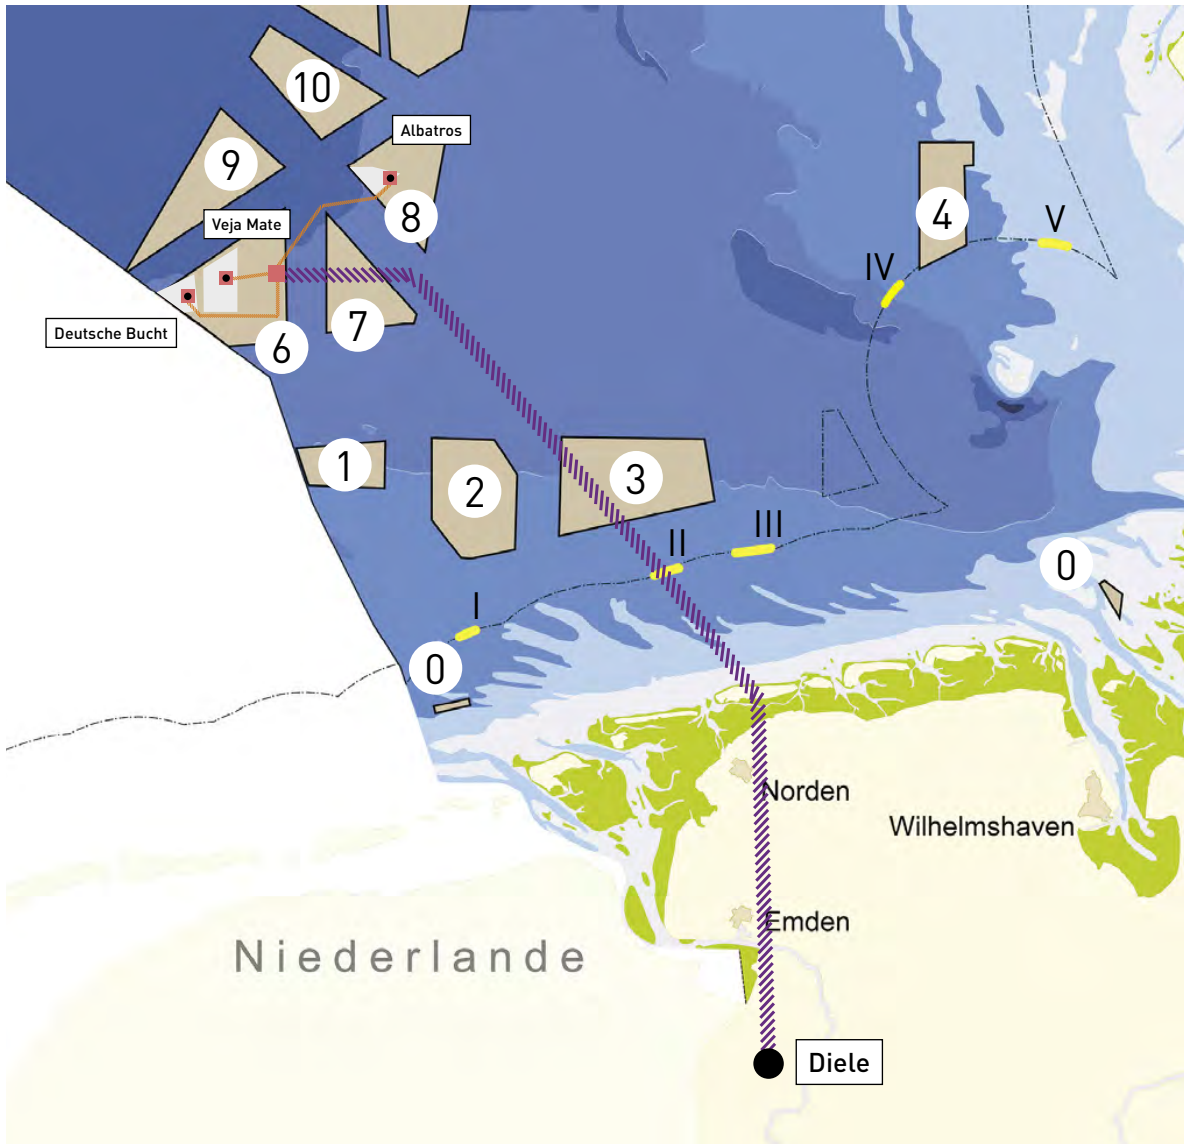 10
Albatros
9
8
4
Veja Mate
V
IV
Deutsche Bucht
6
7
1
2
3
II
III
0
I
0
Norden
Wilhelmshaven
Emden
Niederlande
Diele